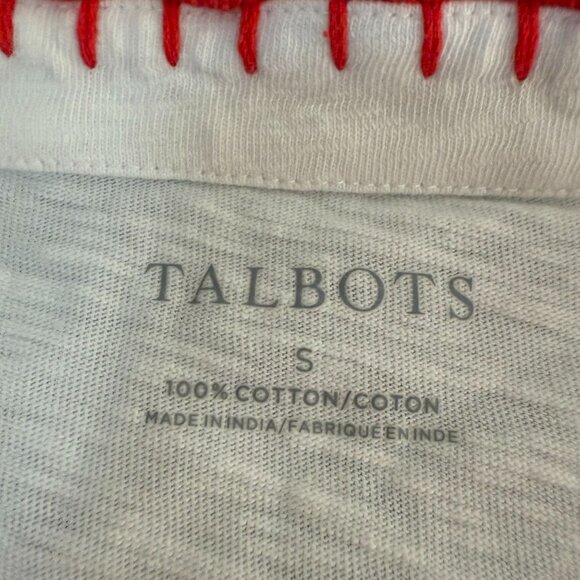 TALBOTS
S
100% COTTON/COTON
MADE IN INDIA/FABRIQUE EN INDE